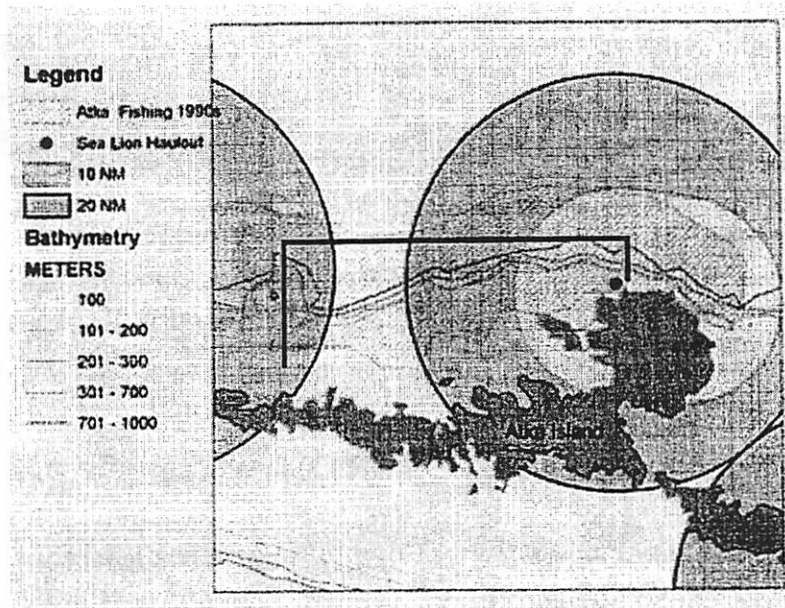 Legend
Atka Fishing 1990s
Sea Lion Haulout
10 NM
20 NM
Bathymetry
METERS
100
101 - 200
201 - 300
301 - 700
701 - 1000
Atka Island